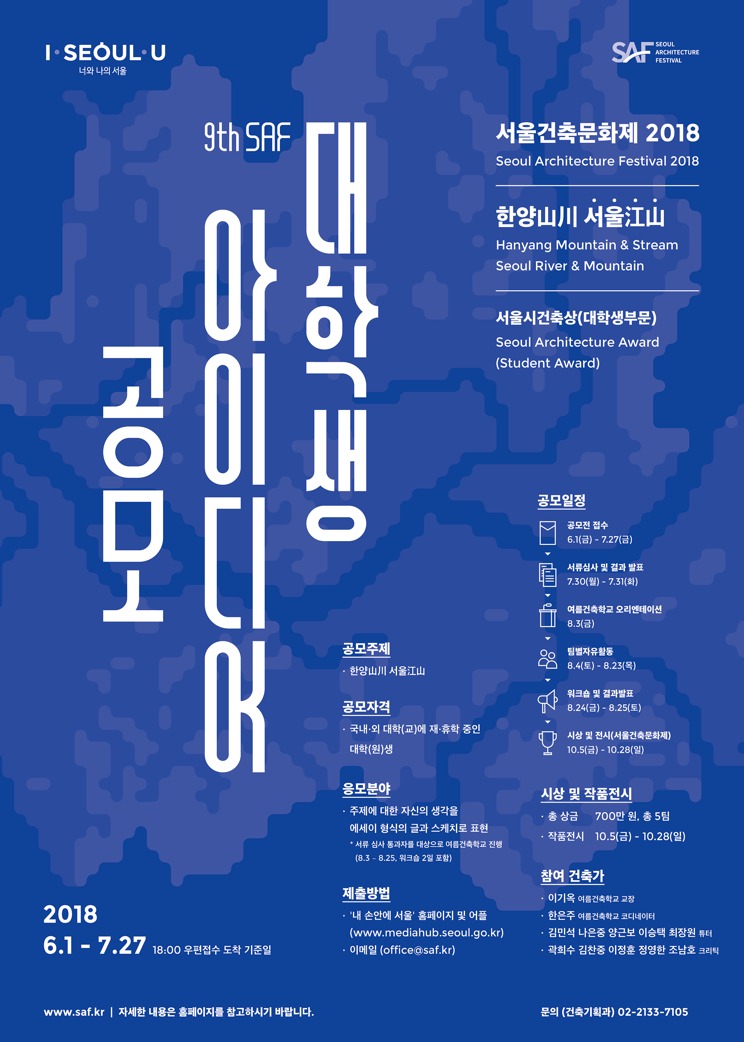 I·SEOUL·U
너와 나의 서울
SAF SEOUL
ARCHITECTURE
FESTIVAL
9th SAF
대학생
아이디어
공모
서울건축문화제 2018
Seoul Architecture Festival 2018
한양山川 서울江山
Hanyang Mountain & Stream
Seoul River & Mountain
서울시건축상(대학생부문)
Seoul Architecture Award
(Student Award)
공모일정
공모전 접수
6.1(금) - 7.27(금)
서류심사 및 결과 발표
7.30(월) - 7.31(화)
여름건축학교 오리엔테이션
8.3(금)
팀별자유활동
8.4(토) - 8.23(목)
워크숍 및 결과발표
8.24(금) - 8.25(토)
시상 및 전시(서울건축문화제)
10.5(금) - 10.28(일)
공모주제
· 한양山川 서울江山
공모자격
· 국내·외 대학(교)에 재·휴학 중인
대학(원)생
응모분야
· 주제에 대한 자신의 생각을
에세이 형식의 글과 스케치로 표현
* 서류 심사 통과자를 대상으로 여름건축학교 진행
(8.3 - 8.25, 워크숍 2일 포함)
제출방법
· '내 손안에 서울' 홈페이지 및 어플
(www.mediahub.seoul.go.kr)
· 이메일 (office@saf.kr)
시상 및 작품전시
· 총 상금 700만 원, 총 5팀
· 작품전시 10.5(금) - 10.28(일)
참여 건축가
· 이기옥 여름건축학교 교장
· 한은주 여름건축학교 코디네이터
· 김민석 나은중 양근보 이승택 최장원 튜터
· 곽희수 김찬중 이정훈 정영한 조남호 크리틱
2018
6.1 - 7.27 18:00 우편접수 도착 기준일
www.saf.kr | 자세한 내용은 홈페이지를 참고하시기 바랍니다.
문의 (건축기획과) 02-2133-7105